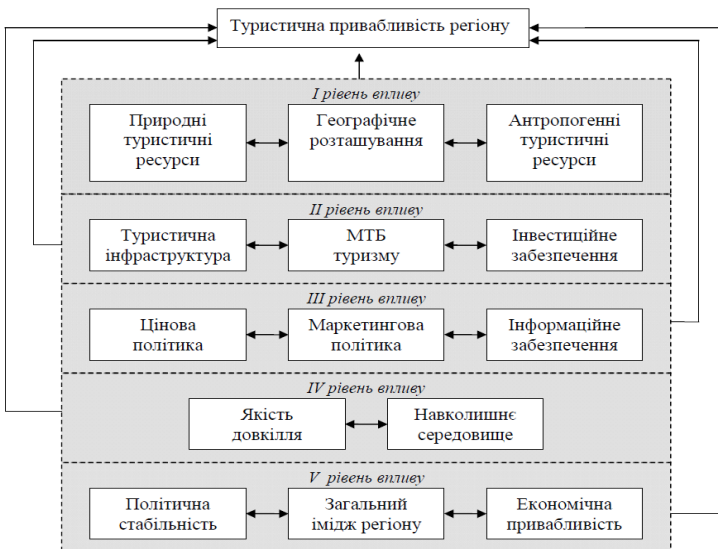 Туристична привабливість регіону
I рівень впливу
Природні
туристичні
ресурси
Географічне
розташування
Антропогенні
туристичні
ресурси
II рівень впливу
Туристична
інфраструктура
МТБ
туризму
Інвестиційне
забезпечення
III рівень впливу
Цінова
політика
Маркетингова
політика
Інформаційне
забезпечення
IV рівень впливу
Якість
довкілля
Навколишнє
середовище
V рівень впливу
Політична
стабільність
Загальний
імідж регіону
Економічна
привабливість